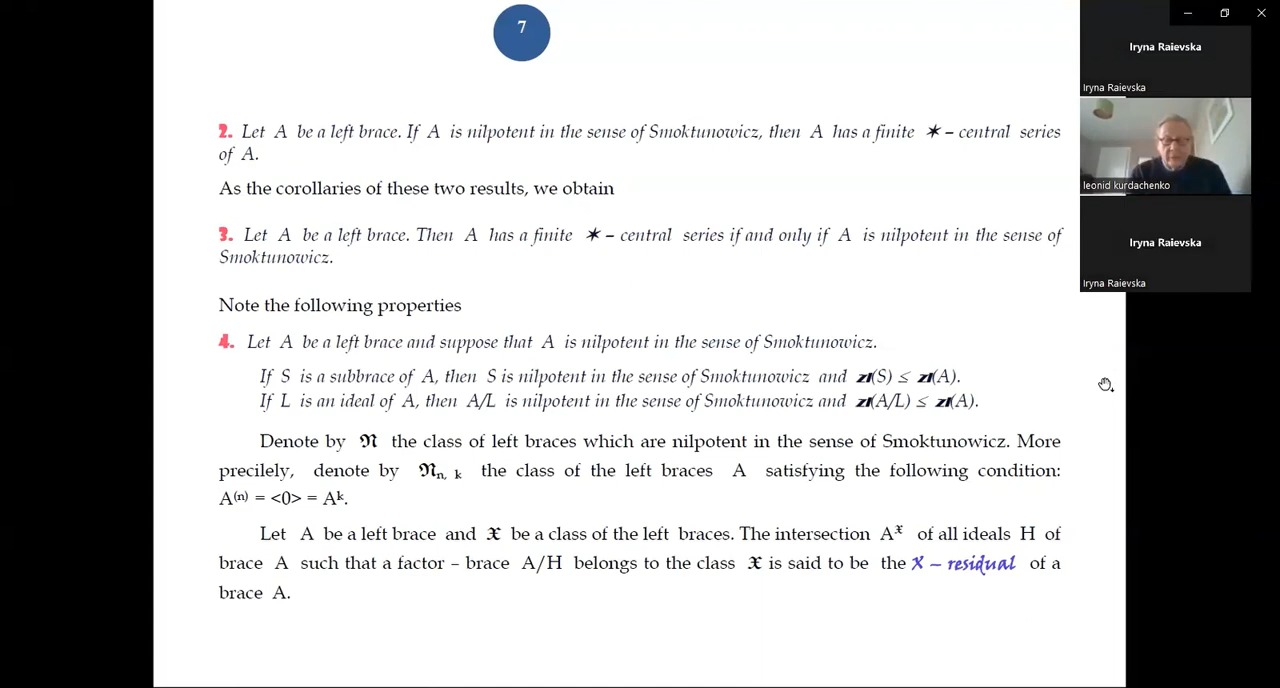 7
2. Let A be a left brace. If A is nilpotent in the sense of Smoktunowicz, then A has a finite ✶ – central series
of A.
As the corollaries of these two results, we obtain
3. Let A be a left brace. Then A has a finite ✶ – central series if and only if A is nilpotent in the sense of
Smoktunowicz.
Note the following properties
4. Let A be a left brace and suppose that A is nilpotent in the sense of Smoktunowicz.
If S is a subbrace of A, then S is nilpotent in the sense of Smoktunowicz and zl(S) ≤ zl(A).
If L is an ideal of A, then A/L is nilpotent in the sense of Smoktunowicz and zl(A/L) ≤ zl(A).
Denote by 𝔑 the class of left braces which are nilpotent in the sense of Smoktunowicz. More
precilely, denote by 𝔑n, k the class of the left braces A satisfying the following condition:
A⁽ⁿ⁾ = <0> = Aᵏ.
Let A be a left brace and 𝔛 be a class of the left braces. The intersection A^𝔛 of all ideals H of
brace A such that a factor – brace A/H belongs to the class 𝔛 is said to be the X – residual of a
brace A.
Iryna Raievska
Iryna Raievska
leonid kurdachenko
Iryna Raievska
Iryna Raievska